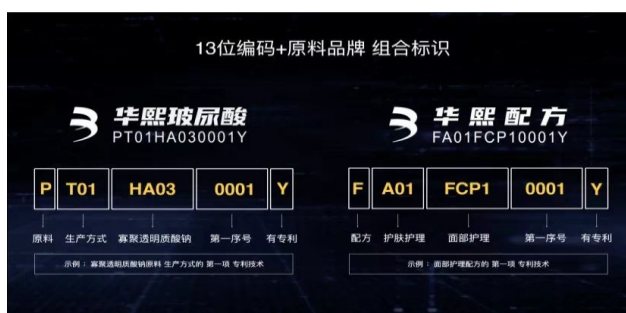 13位编码+原料品牌 组合标识
华熙玻尿酸
PT01HA030001Y
P T01 HA03 0001 Y
原料 生产方式 寡聚透明质酸钠 第一序号 有专利
示例：寡聚透明质酸钠原料 生产方式的 第一项 专利技术
华熙配方
FA01FCP10001Y
F A01 FCP1 0001 Y
配方 护肤护理 面部护理 第一序号 有专利
示例：面部护理配方的 第一项 专利技术